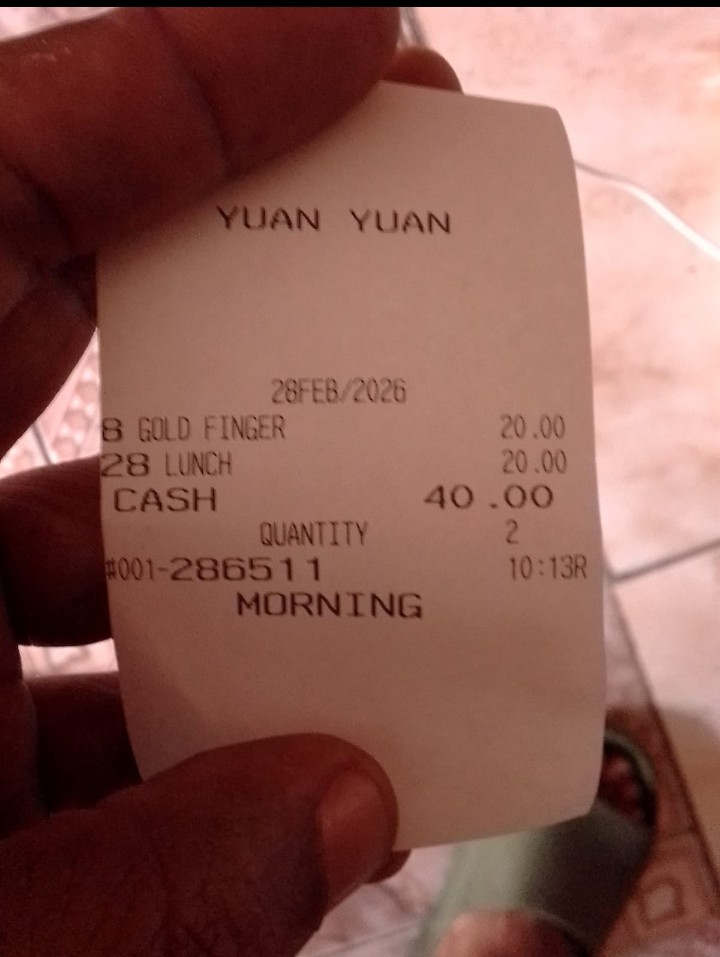 YUAN YUAN
28FEB/2026
8 GOLD FINGER 20.00
28 LUNCH 20.00
CASH 40.00
QUANTITY 2
#001-286511 10:13R
MORNING